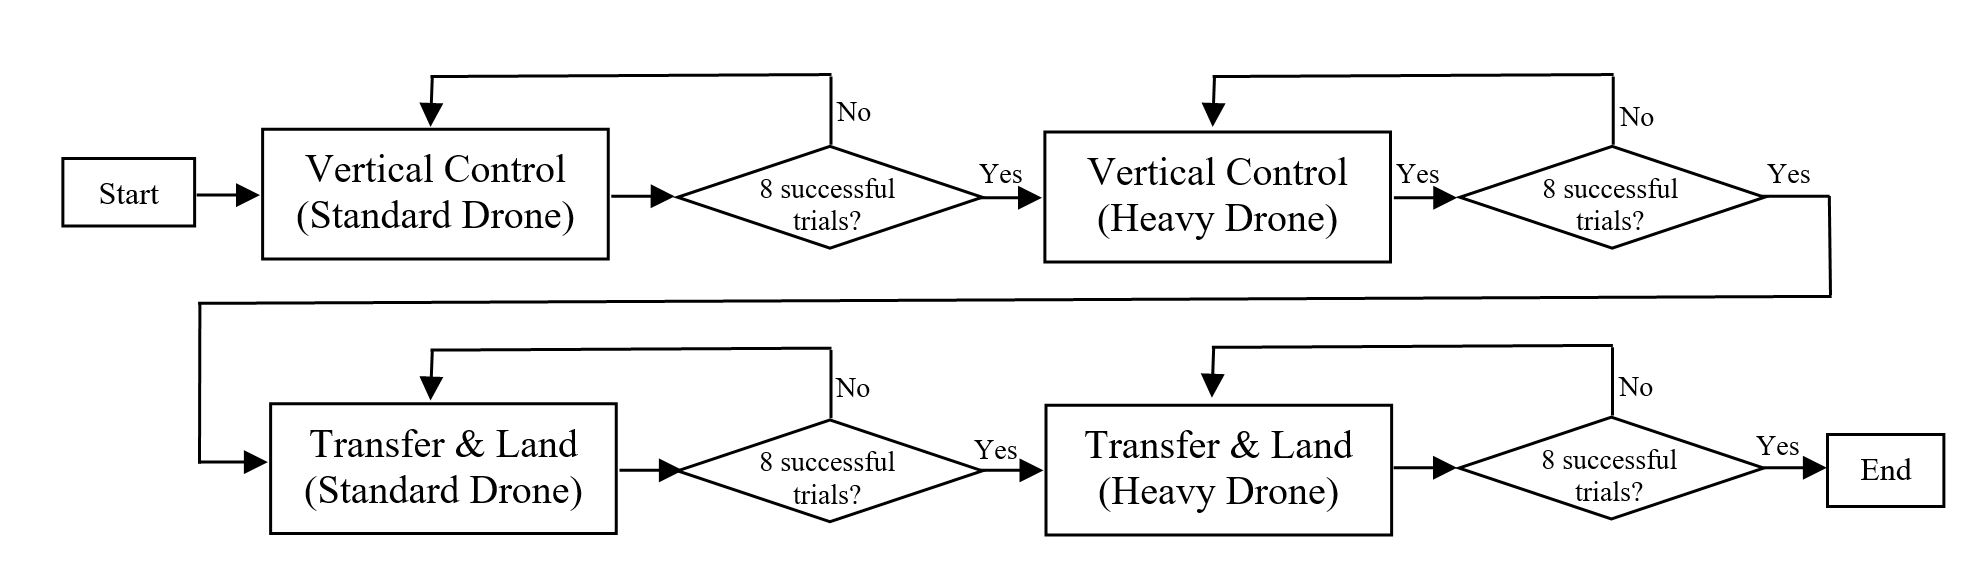 Start
Vertical Control
(Standard Drone)
8 successful
trials?
No
Yes
Vertical Control
(Heavy Drone)
Yes
8 successful
trials?
No
Yes
Transfer & Land
(Standard Drone)
8 successful
trials?
No
Yes
Transfer & Land
(Heavy Drone)
8 successful
trials?
No
Yes
End